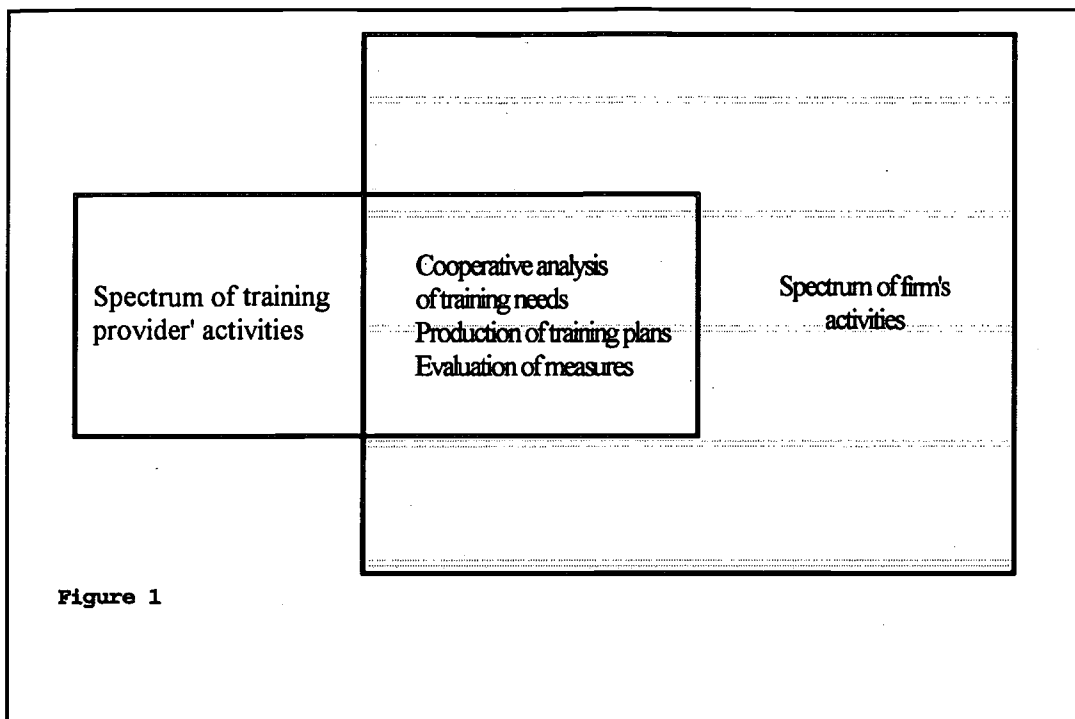 Spectrum of training
provider' activities
Cooperative analysis
of training needs
Production of training plans
Evaluation of measures
Spectrum of firm's
activities
Figure 1